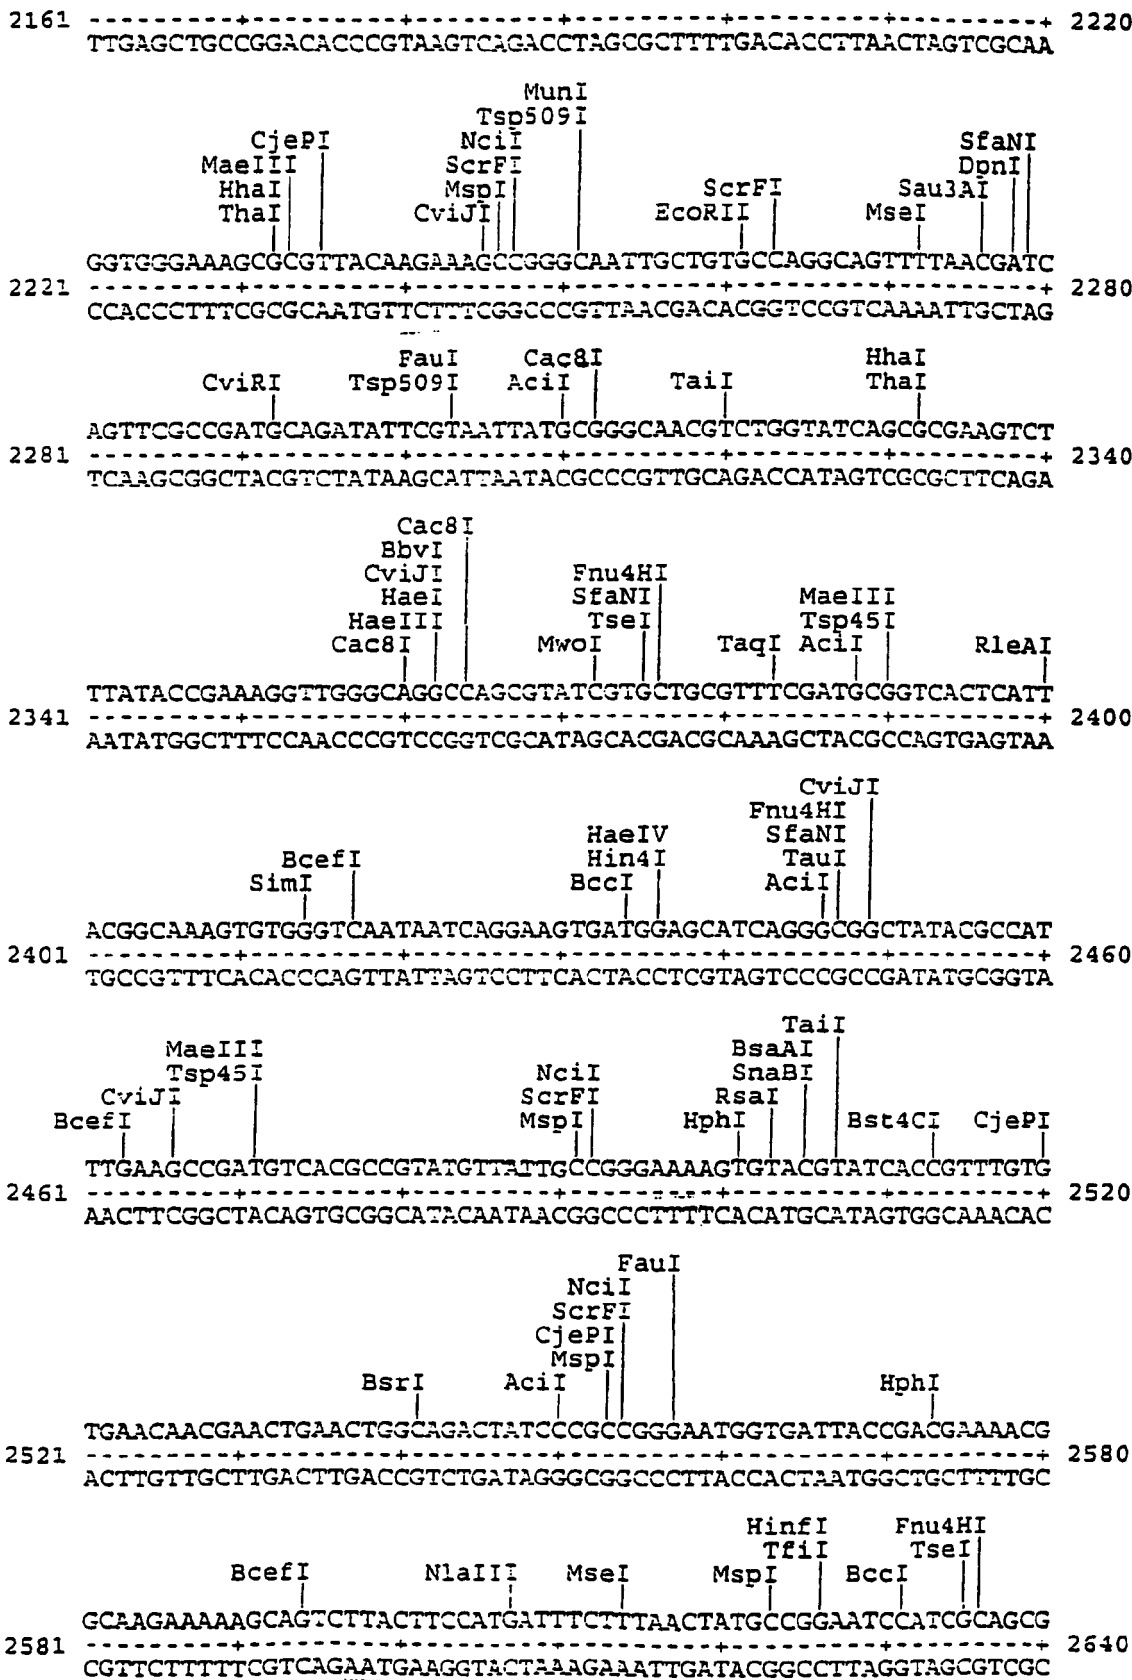 2161 ---------+---------+---------+---------+---------+---------+ 2220
TTGAGCTGCCGGACACCCGTAAGTCAGACCTAGCGCTTTTGACACCTTAACTAGTCGCAA
MunI
Tsp509I
CjePI NciI SfaNI
MaeIII ScrFI DpnI
HhaI MspI ScrFI Sau3AI
ThaI CviJI EcoRII MseI
GGTGGGAAAGCGCGTTACAAGAAAGCCGGGCAATTGCTGTGCCAGGCAGTTTTAACGATC
2221 ---------+---------+---------+---------+---------+---------+ 2280
CCACCCTTTCGCGCAATGTTCTTTCGGCCCGTTAACGACACGGTCCGTCAAAATTGCTAG
FauI Cac8I HhaI
CviRI Tsp509I AciI TaiI ThaI
AGTTCGCCGATGCAGATATTCGTAATTATGCGGGCAACGTCTGGTATCAGCGCGAAGTCT
2281 ---------+---------+---------+---------+---------+---------+ 2340
TCAAGCGGCTACGTCTATAAGCATTAATACGCCCGTTGCAGACCATAGTCGCGCTTCAGA
Cac8I
BbvI
CviJI Fnu4HI
HaeI SfaNI MaeIII
HaeIII TseI Tsp45I
Cac8I MwoI TaqI AciI RleAI
TTATACCGAAAGGTTGGGCAGGCCAGCGTATCGTGCTGCGTTTCGATGCGGTCACTCATT
2341 ---------+---------+---------+---------+---------+---------+ 2400
AATATGGCTTTCCAACCCGTCCGGTCGCATAGCACGACGCAAAGCTACGCCAGTGAGTAA
CviJI
Fnu4HI
HaeIV SfaNI
BcefI Hin4I TauI
SimI BccI AciI
ACGGCAAAGTGTGGGTCAATAATCAGGAAGTGATGGAGCATCAGGGCGGCTATACGCCAT
2401 ---------+---------+---------+---------+---------+---------+ 2460
TGCCGTTTCACACCCAGTTATTAGTCCTTCACTACCTCGTAGTCCCGCCGATATGCGGTA
TaiI
MaeIII BsaAI
Tsp45I NciI SnaBI
CviJI ScrFI RsaI
BcefI MspI HphI Bst4CI CjePI
TTGAAGCCGATGTCACGCCGTATGTTATTGCCGGGAAAAGTGTACGTATCACCGTTTGTG
2461 ---------+---------+---------+---------+---------+---------+ 2520
AACTTCGGCTACAGTGCGGCATACAATAACGGCCCTTTTCACATGCATAGTGGCAAACAC
FauI
NciI
ScrFI
CjePI
MspI
BsrI AciI HphI
TGAACAACGAACTGAACTGGCAGACTATCCCGCCGGGAATGGTGATTACCGACGAAAACG
2521 ---------+---------+---------+---------+---------+---------+ 2580
ACTTGTTGCTTGACTTGACCGTCTGATAGGGCGGCCCTTACCACTAATGGCTGCTTTTGC
HinfI Fnu4HI
TfiI TseI
BcefI NlaIII MseI MspI BccI
GCAAGAAAAAGCAGTCTTACTTCCATGATTTCTTTAACTATGCCGGAATCCATCGCAGCG
2581 ---------+---------+---------+---------+---------+---------+ 2640
CGTTCTTTTTCGTCAGAATGAAGGTACTAAAGAAATTGATACGGCCTTAGGTAGCGTCGC